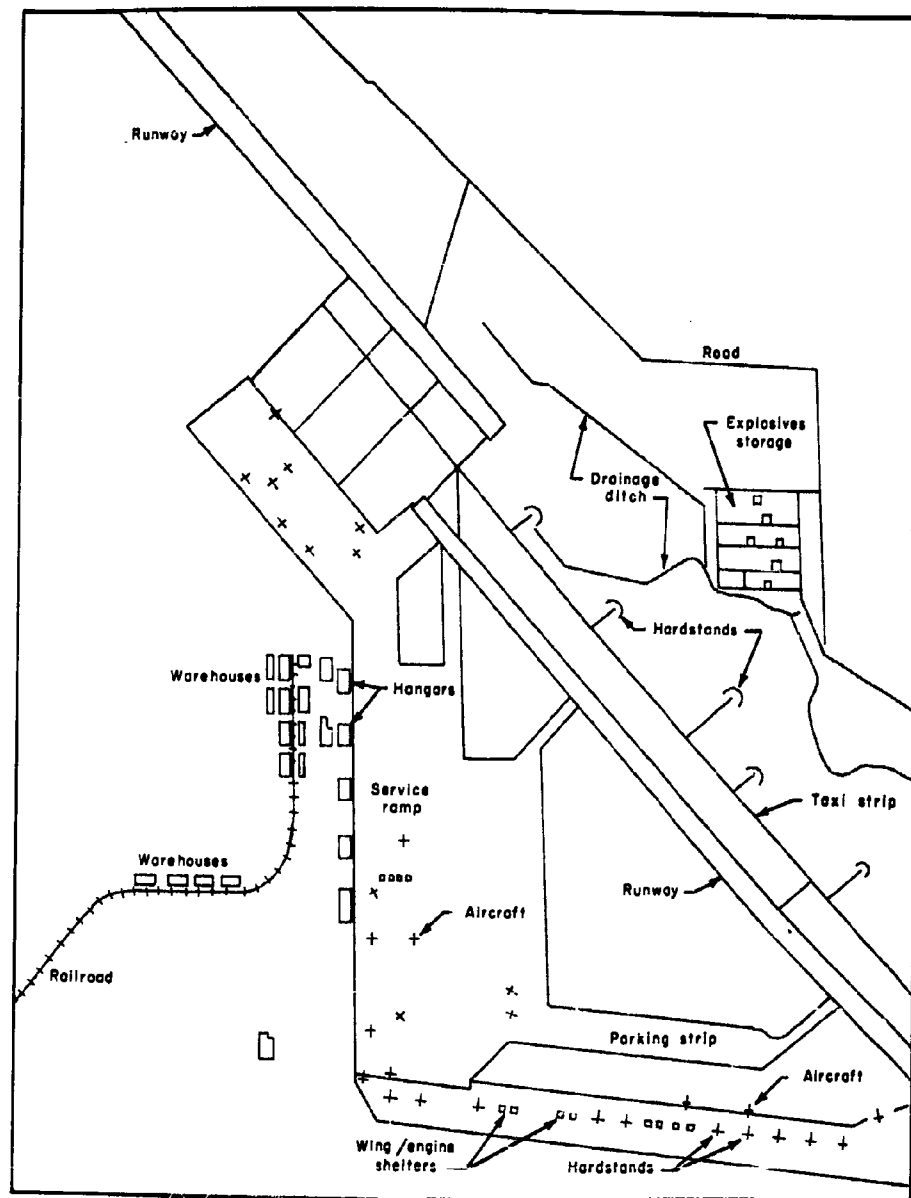 Runway
Road
Explosives
storage
Drainage
ditch
Hardstands
Warehouses
Hangars
Service
ramp
Taxi strip
Warehouses
Runway
Aircraft
Railroad
Parking strip
Aircraft
Wing/engine
shelters
Hardstands